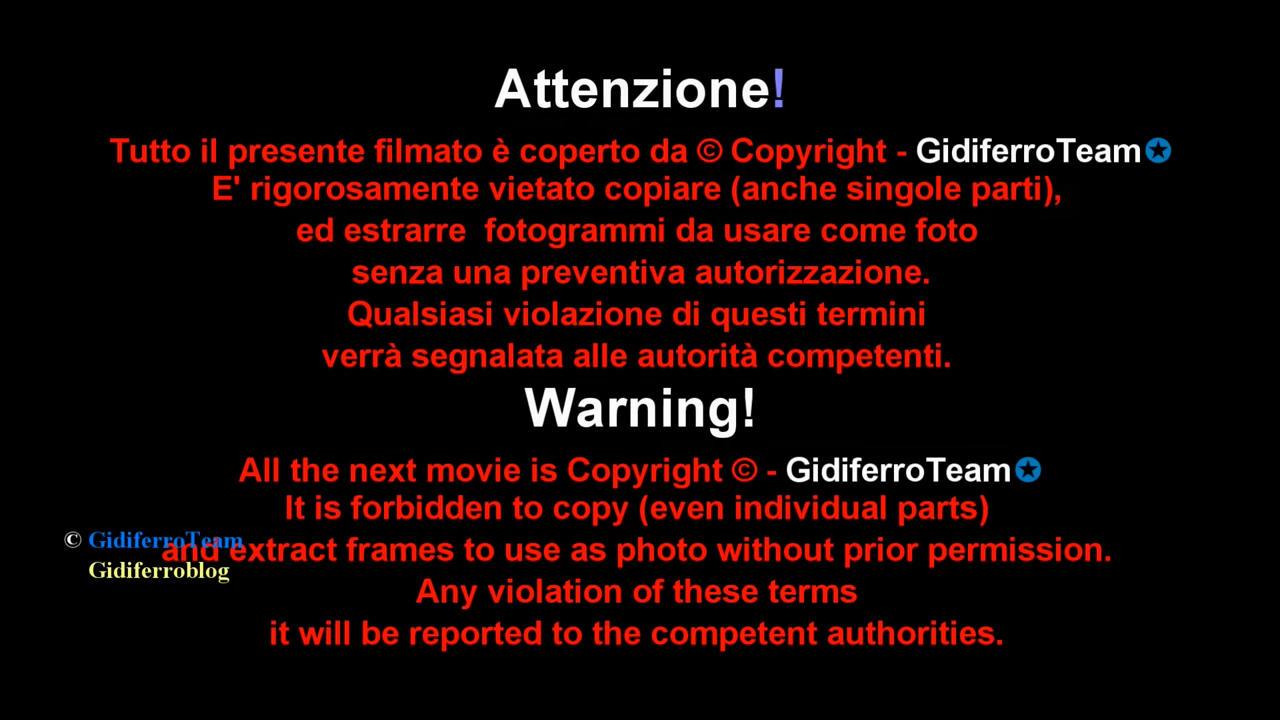 Attenzione!
Tutto il presente filmato è coperto da © Copyright - GidiferroTeam✪
E' rigorosamente vietato copiare (anche singole parti),
ed estrarre  fotogrammi da usare come foto
senza una preventiva autorizzazione.
Qualsiasi violazione di questi termini
verrà segnalata alle autorità competenti.
Warning!
All the next movie is Copyright © - GidiferroTeam✪
It is forbidden to copy (even individual parts)
and extract frames to use as photo without prior permission.
© GidiferroTeam
Gidiferroblog
Any violation of these terms
it will be reported to the competent authorities.